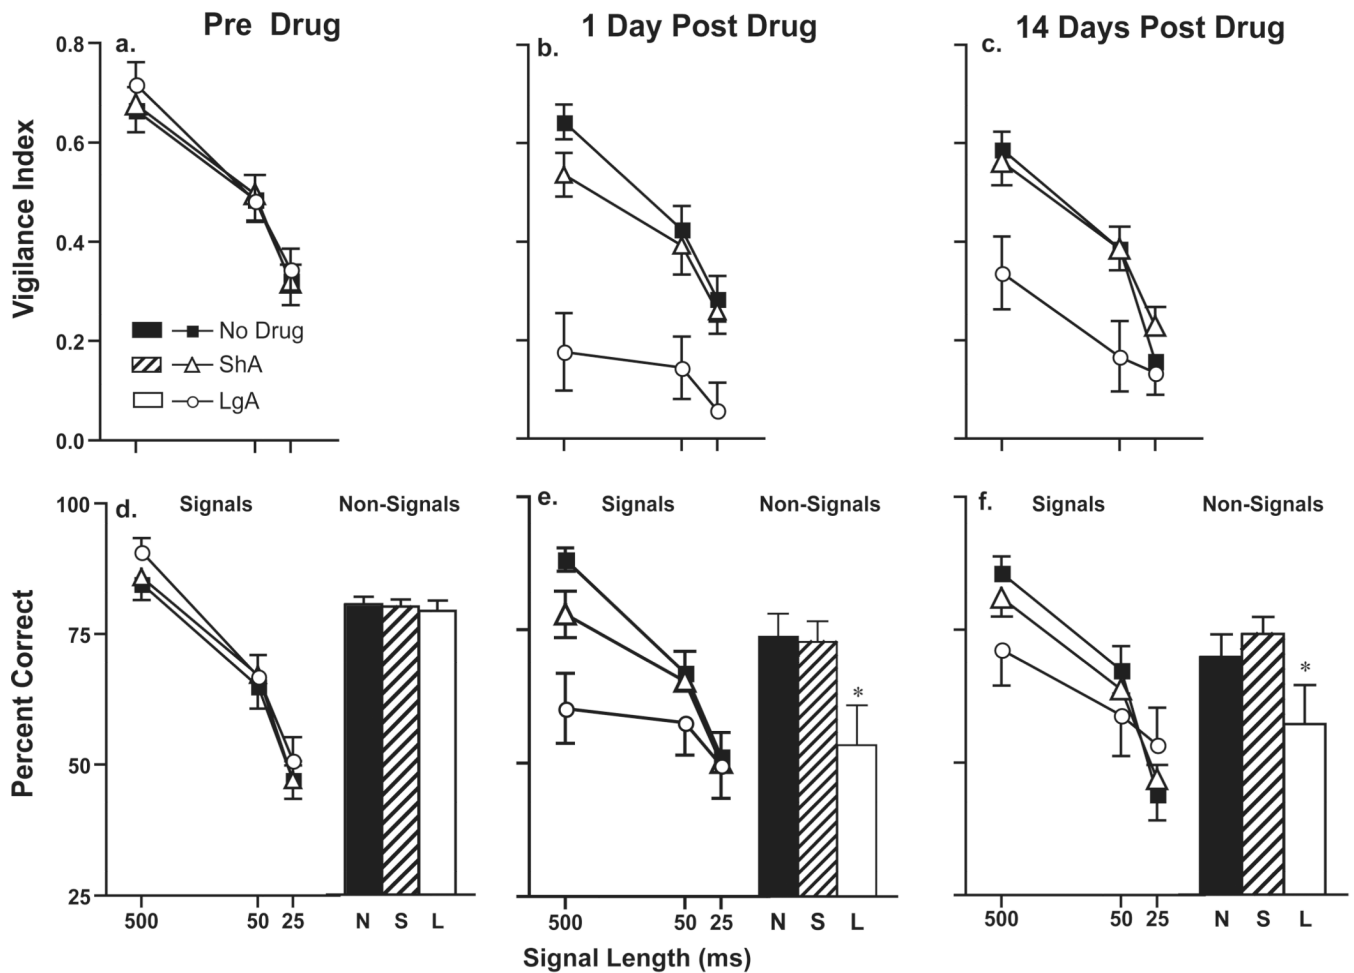 Pre Drug
1 Day Post Drug
14 Days Post Drug
a.
b.
c.
Vigilance Index
0.8
0.6
0.4
0.2
0.0
No Drug
ShA
LgA
d.
Signals
Non-Signals
e.
Signals
Non-Signals
f.
Signals
Non-Signals
Percent Correct
100
75
50
25
*
*
500 50 25 N S L
500 50 25 N S L
500 50 25 N S L
Signal Length (ms)